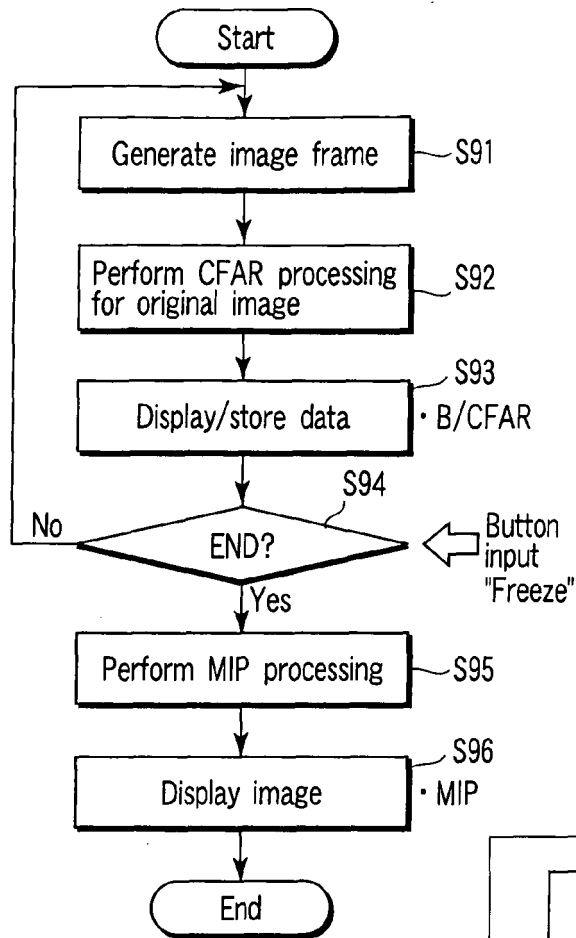 Start
Generate image frame
S91
Perform CFAR processing
for original image
S92
S93
Display/store data
· B/CFAR
S94
No
END?
Button
input
"Freeze"
Yes
Perform MIP processing
S95
S96
Display image
· MIP
End